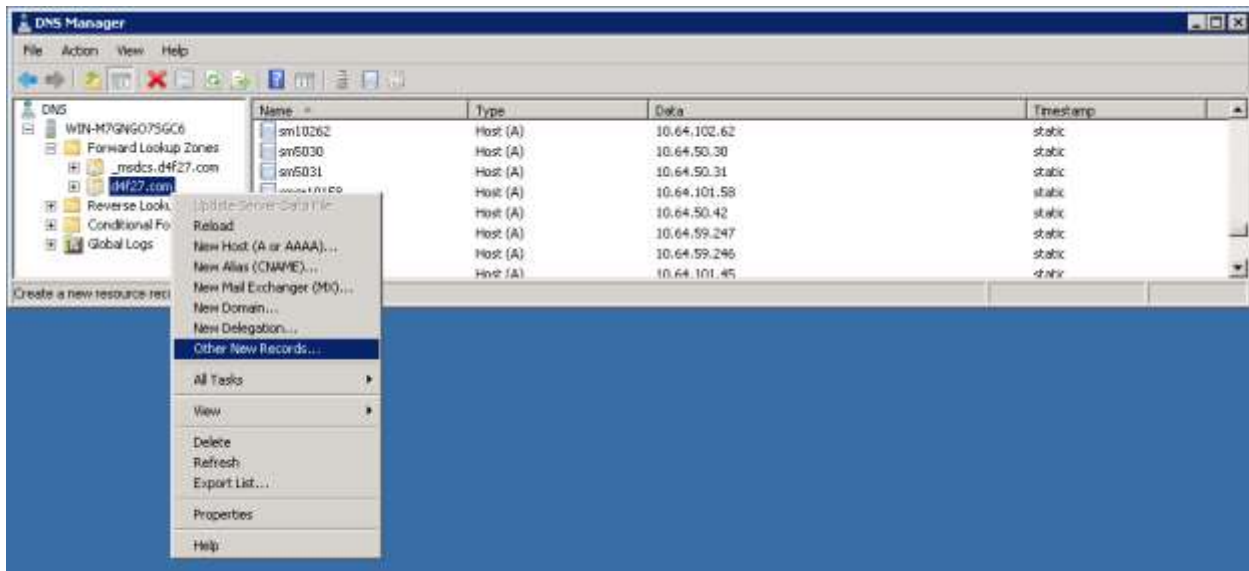 DNS Manager
File Action View Help
DNS
WIN-M7GNGO75GC6
Forward Lookup Zones
_msdcs.d4f27.com
d4f27.com
Reverse Looku
Conditional Fo
Global Logs
Name Type Data Timestamp
sm10262 Host (A) 10.64.102.62 static
sm5030 Host (A) 10.64.50.30 static
sm5031 Host (A) 10.64.50.31 static
Host (A) 10.64.101.58 static
Host (A) 10.64.50.42 static
Host (A) 10.64.59.247 static
Host (A) 10.64.59.246 static
Host (A) 10.64.101.45 static
Create a new resource rec
Update Server Data File
Reload
New Host (A or AAAA)...
New Alias (CNAME)...
New Mail Exchanger (MX)...
New Domain...
New Delegation...
Other New Records...
All Tasks
View
Delete
Refresh
Export List...
Properties
Help